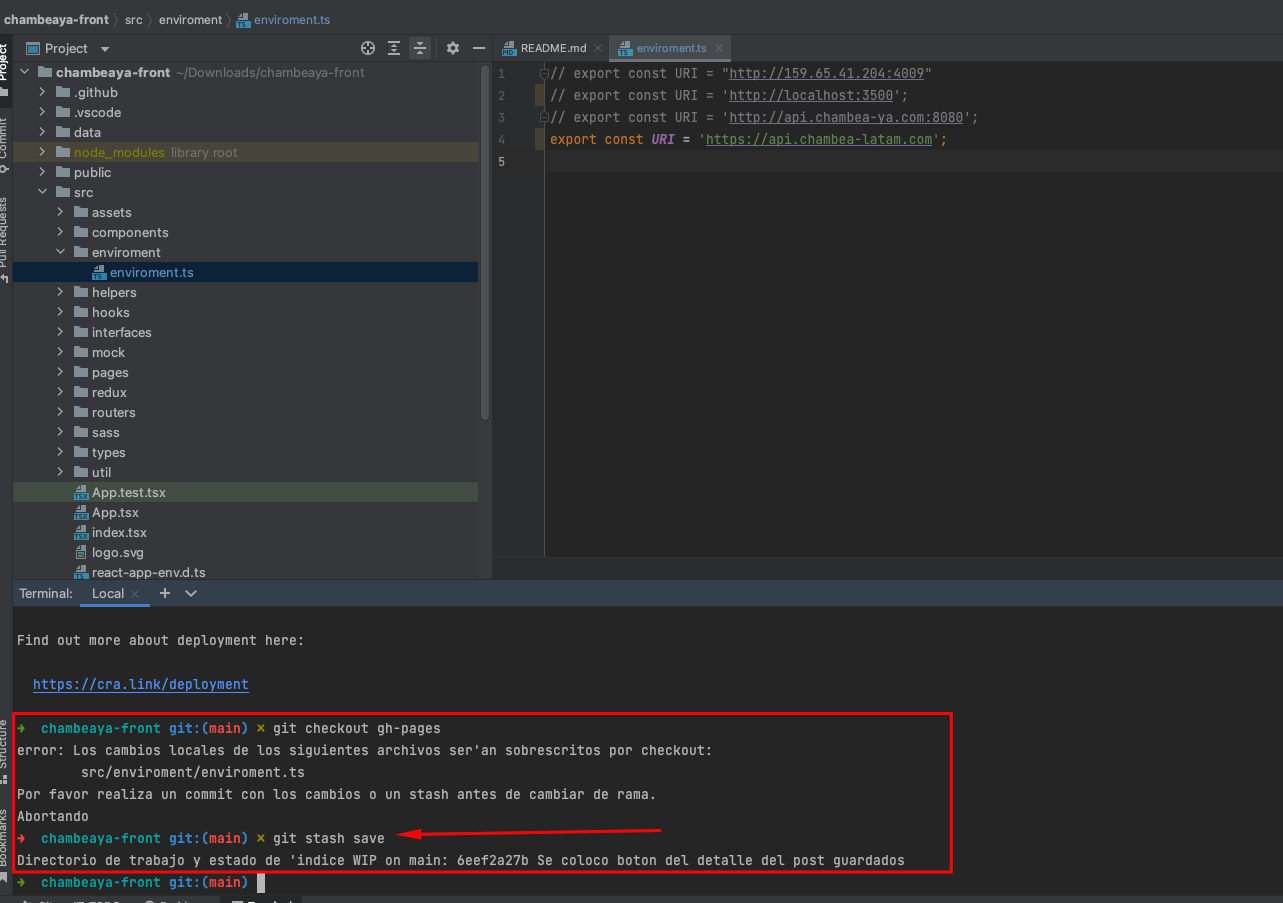 chambeaya-front src enviroment enviroment.ts
Project
Project
chambeaya-front ~/Downloads/chambeaya-front
.github
.vscode
data
node_modules library root
public
src
assets
components
enviroment
enviroment.ts
helpers
hooks
interfaces
mock
pages
redux
routers
sass
types
util
App.test.tsx
App.tsx
index.tsx
logo.svg
react-app-env.d.ts
Commit
Pull Requests
README.md enviroment.ts
1 // export const URI = "http://159.65.41.204:4009"
2 // export const URI = 'http://localhost:3500';
3 // export const URI = 'http://api.chambea-ya.com:8080';
4 export const URI = 'https://api.chambea-latam.com';
5
Terminal: Local
Find out more about deployment here:
https://cra.link/deployment
→ chambeaya-front git:(main) × git checkout gh-pages
error: Los cambios locales de los siguientes archivos ser'an sobrescritos por checkout:
src/enviroment/enviroment.ts
Por favor realiza un commit con los cambios o un stash antes de cambiar de rama.
Abortando
→ chambeaya-front git:(main) × git stash save
Directorio de trabajo y estado de 'indice WIP on main: 6eef2a27b Se coloco boton del detalle del post guardados
→ chambeaya-front git:(main)
Structure
Bookmarks